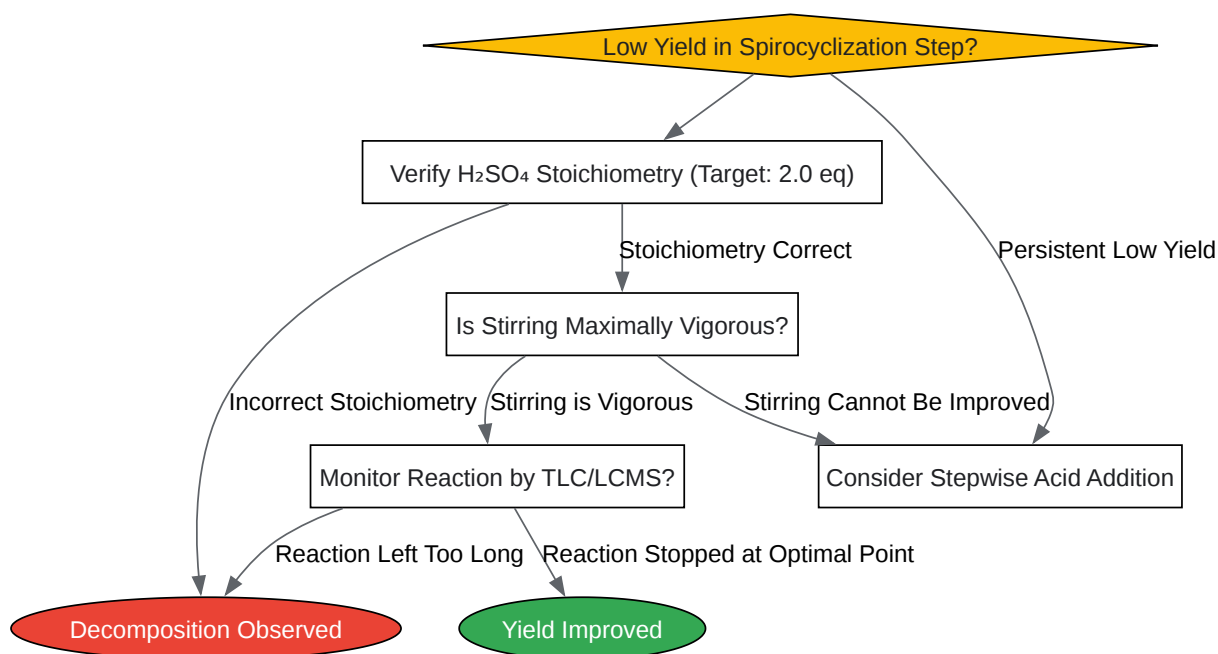 Low Yield in Spirocyclization Step?
Verify H₂SO₄ Stoichiometry (Target: 2.0 eq)
Stoichiometry Correct
Persistent Low Yield
Is Stirring Maximally Vigorous?
Incorrect Stoichiometry
Stirring is Vigorous
Stirring Cannot Be Improved
Monitor Reaction by TLC/LCMS?
Consider Stepwise Acid Addition
Reaction Left Too Long
Reaction Stopped at Optimal Point
Decomposition Observed
Yield Improved